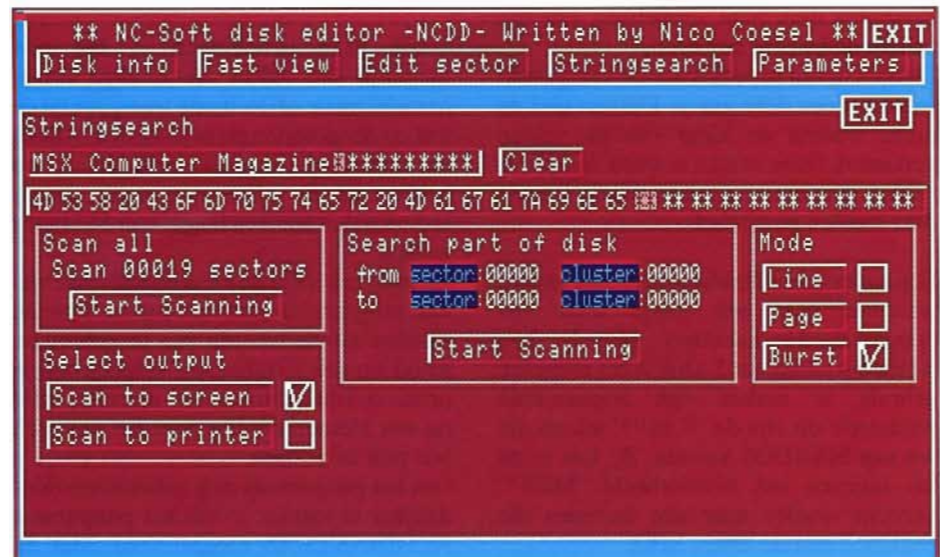 ** NC-Soft disk editor -NCDD- Written by Nico Coesel ** EXIT
Disk info Fast view Edit sector Stringsearch Parameters
EXIT
Stringsearch
MSX Computer Magazine********* Clear
4D 53 58 20 43 6F 6D 70 75 74 65 72 20 4D 61 67 61 7A 69 6E 65 ** ** ** ** ** ** ** ** **
Scan all
Scan 00019 sectors
Start Scanning
Search part of disk
from sector:00000 cluster:00000
to sector:00000 cluster:00000
Start Scanning
Mode
Line
Page
Burst
Select output
Scan to screen
Scan to printer